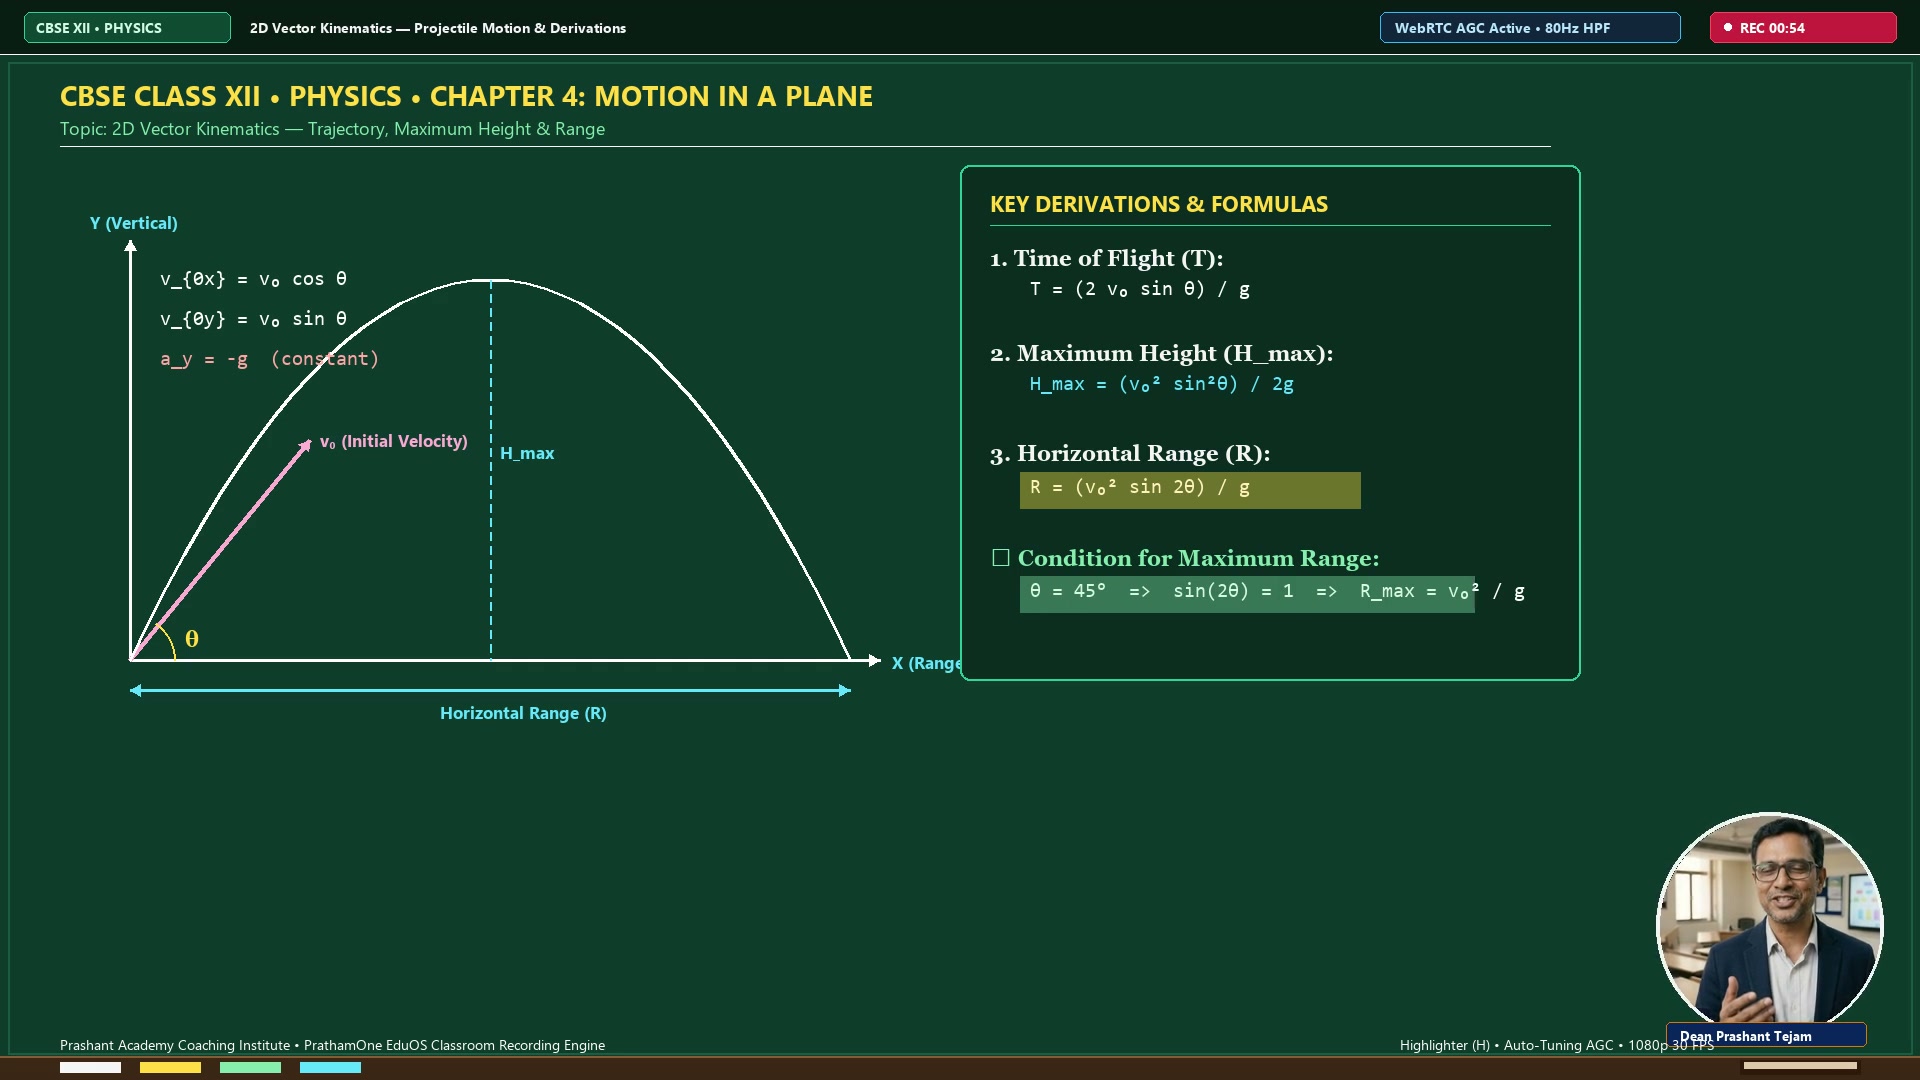 CBSE XII • PHYSICS
2D Vector Kinematics — Projectile Motion & Derivations
WebRTC AGC Active • 80Hz HPF
REC 00:54
CBSE CLASS XII • PHYSICS • CHAPTER 4: MOTION IN A PLANE
Topic: 2D Vector Kinematics — Trajectory, Maximum Height & Range
Y (Vertical)
v_{0x} = v₀ cos θ
v_{0y} = v₀ sin θ
a_y = -g (constant)
v₀ (Initial Velocity)
H_max
θ
X (Range
Horizontal Range (R)
KEY DERIVATIONS & FORMULAS
1. Time of Flight (T):
T = (2 v₀ sin θ) / g
2. Maximum Height (H_max):
H_max = (v₀² sin²θ) / 2g
3. Horizontal Range (R):
R = (v₀² sin 2θ) / g
☐ Condition for Maximum Range:
θ = 45° => sin(2θ) = 1 => R_max = v₀² / g
Dean Prashant Tejam
Prashant Academy Coaching Institute • PrathamOne EduOS Classroom Recording Engine
Highlighter (H) • Auto-Tuning AGC • 1080p 30 FPS